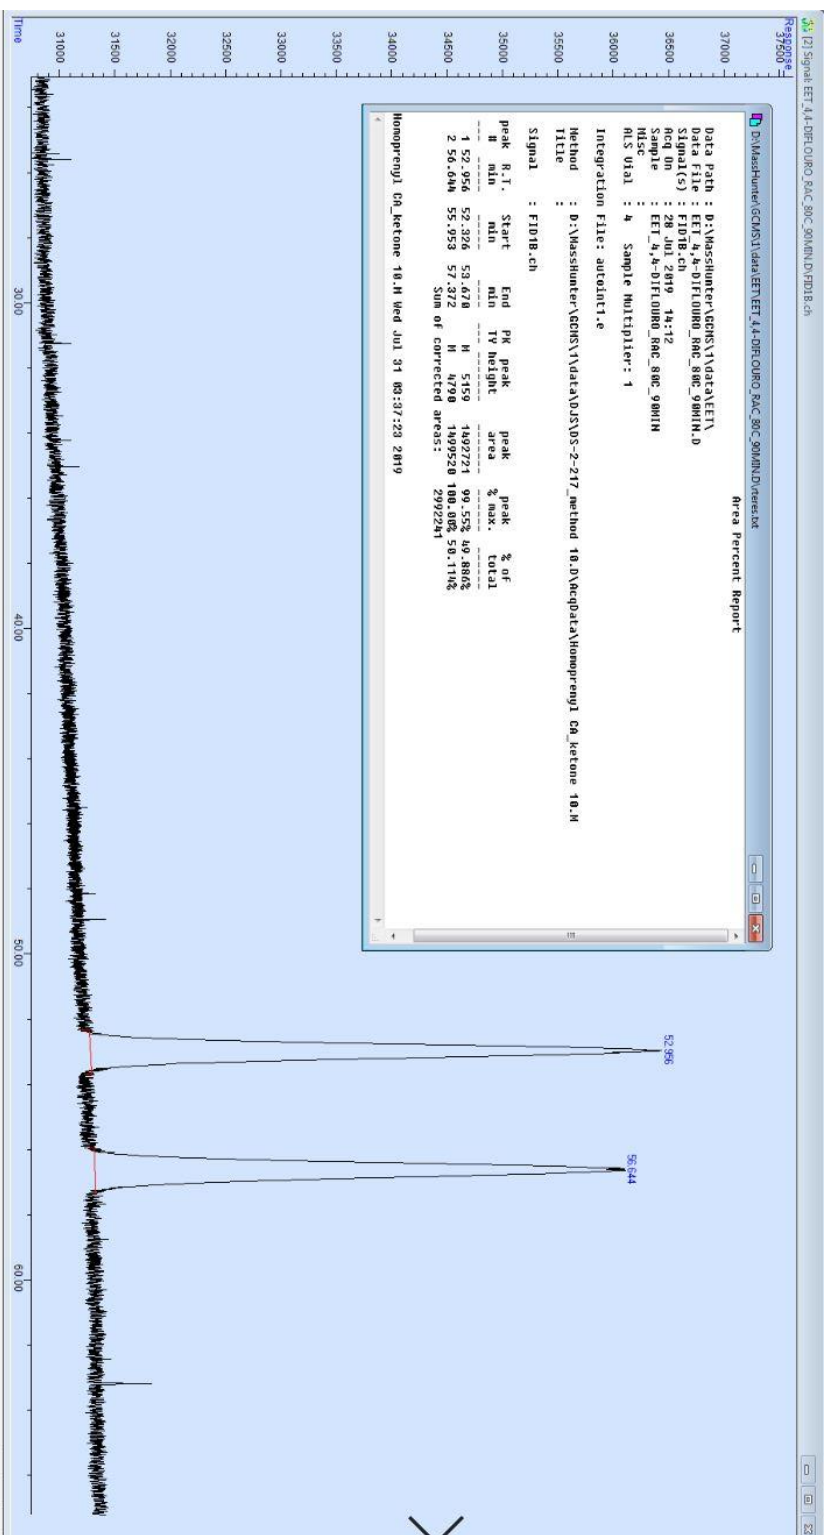 [2] Signal: EET_4,4-DIFLOURO_RAC_80C_90MIN.D\FID1B.ch
Response
37500
37000
36500
36000
35500
35000
34500
34000
33500
33000
32500
32000
31500
31000
Time
30.00
40.00
50.00
60.00
52.956
56.644
D:\MassHunter\GCMS\1\data\EET\EET_4,4-DIFLOURO_RAC_80C_90MIN.D\rteres.txt
Area Percent Report
Data Path : D:\MassHunter\GCMS\1\data\EET\
Data File : EET_4,4-DIFLOURO_RAC_80C_90MIN.D
Signal(s) : FID1B.ch
Acq On : 28 Jul 2019 14:12
Sample : EET_4,4-DIFLOURO_RAC_80C_90MIN
Misc :
ALS Vial : 4 Sample Multiplier: 1
Integration File: autoint1.e
Method : D:\MassHunter\GCMS\1\data\DJS\DS-2-217_method 10.D\AcqData\Homoprenyl CA_ketone 10.M
Title :
Signal : FID1B.ch
peak R.T. Start End PK peak peak peak % of
# min min min TY height area % max. total
--- ----- ----- ---- --- ------- ------- ------ -------
1 52.956 52.326 53.670 M 5159 1492721 99.55% 49.886%
2 56.644 55.953 57.372 M 4790 1499520 100.00% 50.114%
Sum of corrected areas: 2992241
Homoprenyl CA_ketone 10.M Wed Jul 31 03:37:23 2019